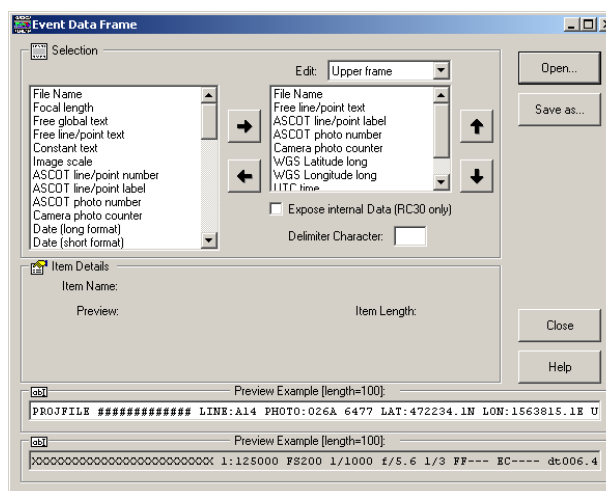 Event Data Frame
Selection
Edit: Upper frame
Open...
Save as...
File Name
Focal length
Free global text
Free line/point text
Constant text
Image scale
ASCOT line/point number
ASCOT line/point label
ASCOT photo number
Camera photo counter
Date (long format)
Date (short format)
File Name
Free line/point text
ASCOT line/point label
ASCOT photo number
Camera photo counter
WGS Latitude long
WGS Longitude long
UTC time
Expose internal Data (RC30 only)
Delimiter Character:
Item Details
Item Name:
Preview:
Item Length:
Close
Help
Preview Example [length=100]:
PROJFILE ############# LINE:A14 PHOTO:026A 6477 LAT:472234.1N LON:1563815.1E U
Preview Example [length=100]:
XXXXXXXXXXXXXXXXXXXXXXXXX 1:125000 FS200 1/1000 f/5.6 1/3 FF--- EC---- dt006.4